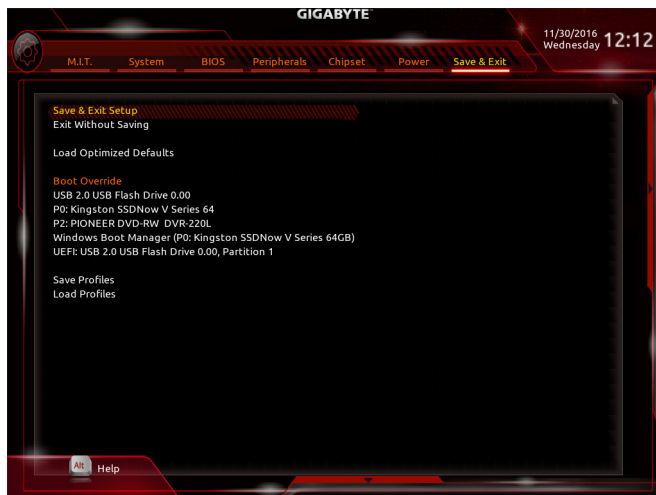 GIGABYTE™
11/30/2016
Wednesday
12:12
M.I.T. System BIOS Peripherals Chipset Power Save & Exit
Save & Exit Setup
Exit Without Saving
Load Optimized Defaults
Boot Override
USB 2.0 USB Flash Drive 0.00
P0: Kingston SSDNow V Series 64
P2: PIONEER DVD-RW DVR-220L
Windows Boot Manager (P0: Kingston SSDNow V Series 64GB)
UEFI: USB 2.0 USB Flash Drive 0.00, Partition 1
Save Profiles
Load Profiles
Alt Help